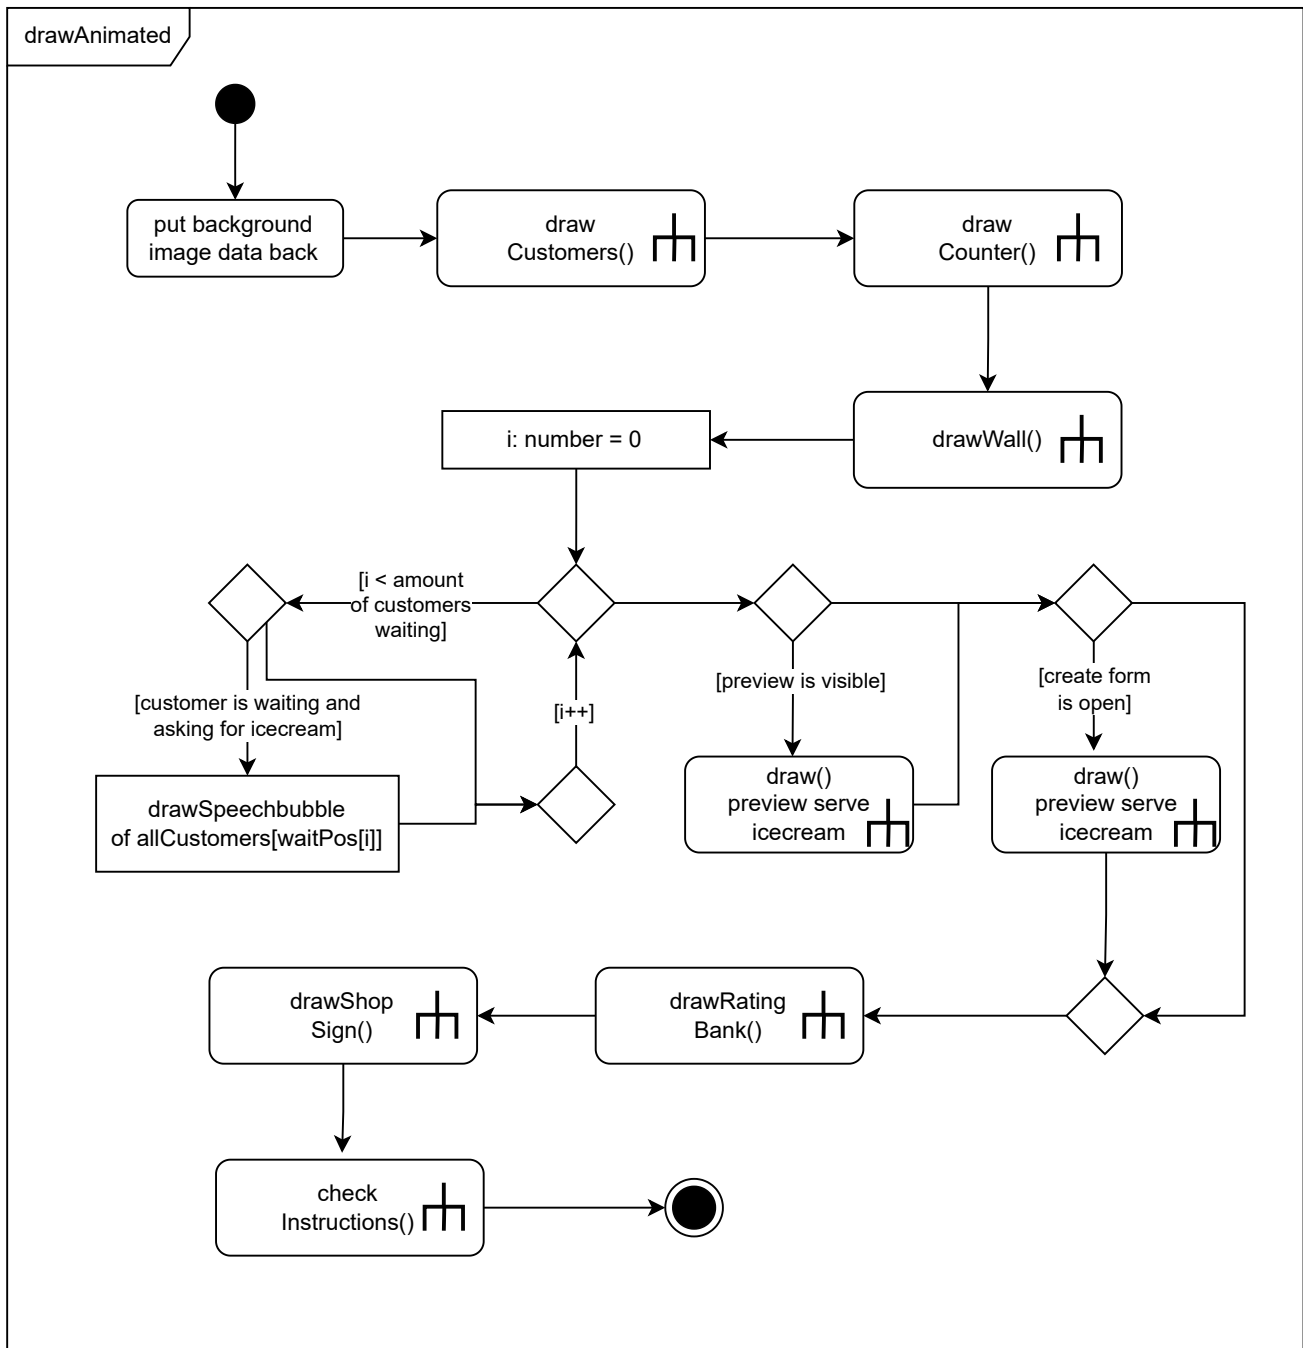 drawAnimated
put background
image data back
draw
Customers()
draw
Counter()
drawWall()
i: number = 0
[i < amount
of customers
waiting]
[customer is waiting and
asking for icecream]
[i++]
[preview is visible]
[create form
is open]
drawSpeechbubble
of allCustomers[waitPos[i]]
draw()
preview serve
icecream
draw()
preview serve
icecream
drawShop
Sign()
drawRating
Bank()
check
Instructions()